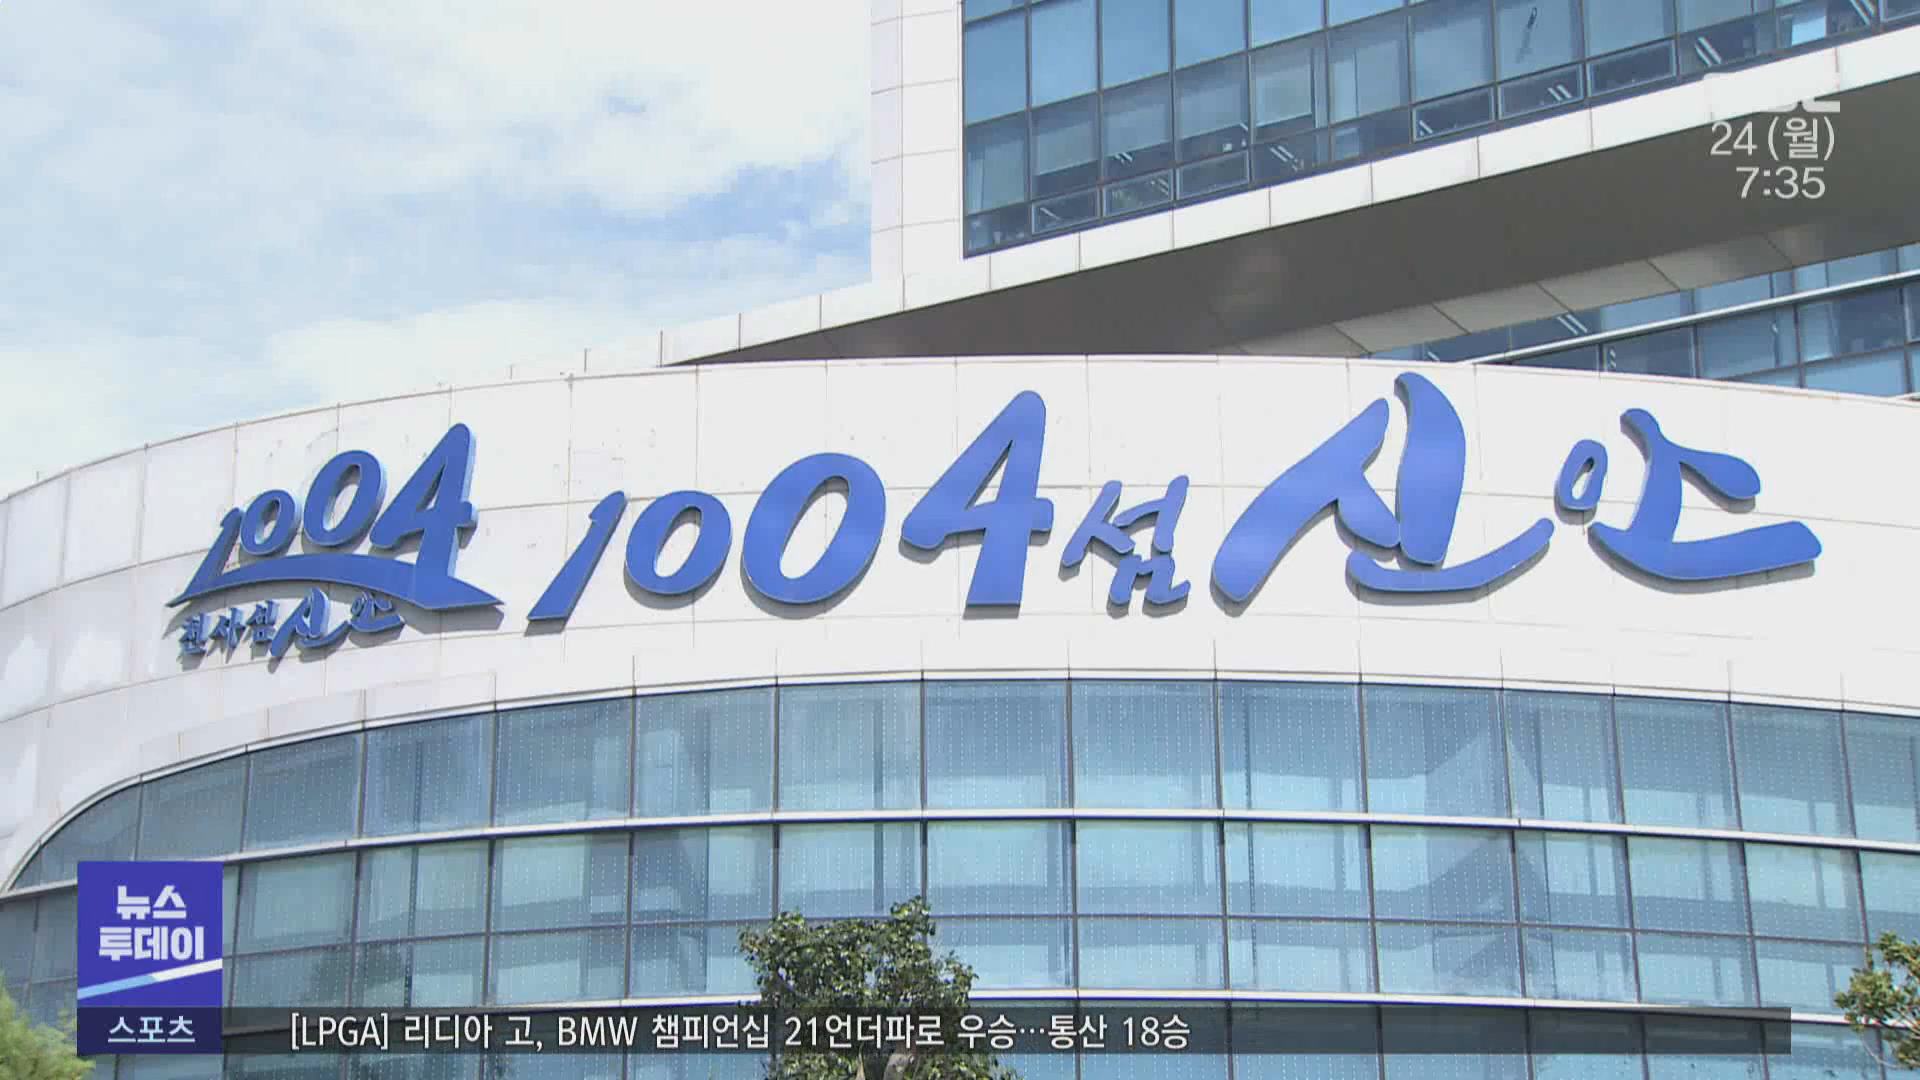 24 (월)
7:35
1004
천사섬 신안
1004섬 신안
뉴스
투데이
스포츠
[LPGA] 리디아 고, BMW 챔피언십 21언더파로 우승…통산 18승